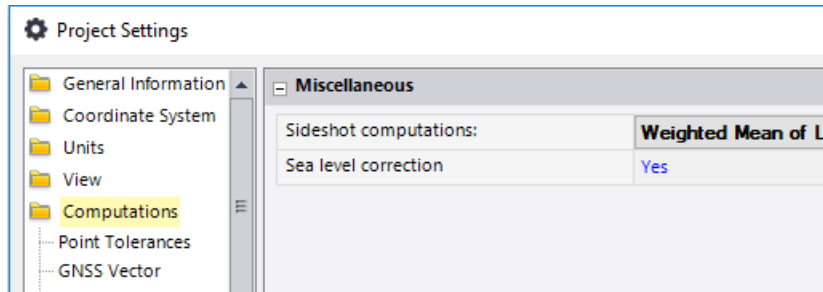 Project Settings
General Information
Coordinate System
Units
View
Computations
Point Tolerances
GNSS Vector
Miscellaneous
Sideshot computations: Weighted Mean of L
Sea level correction Yes